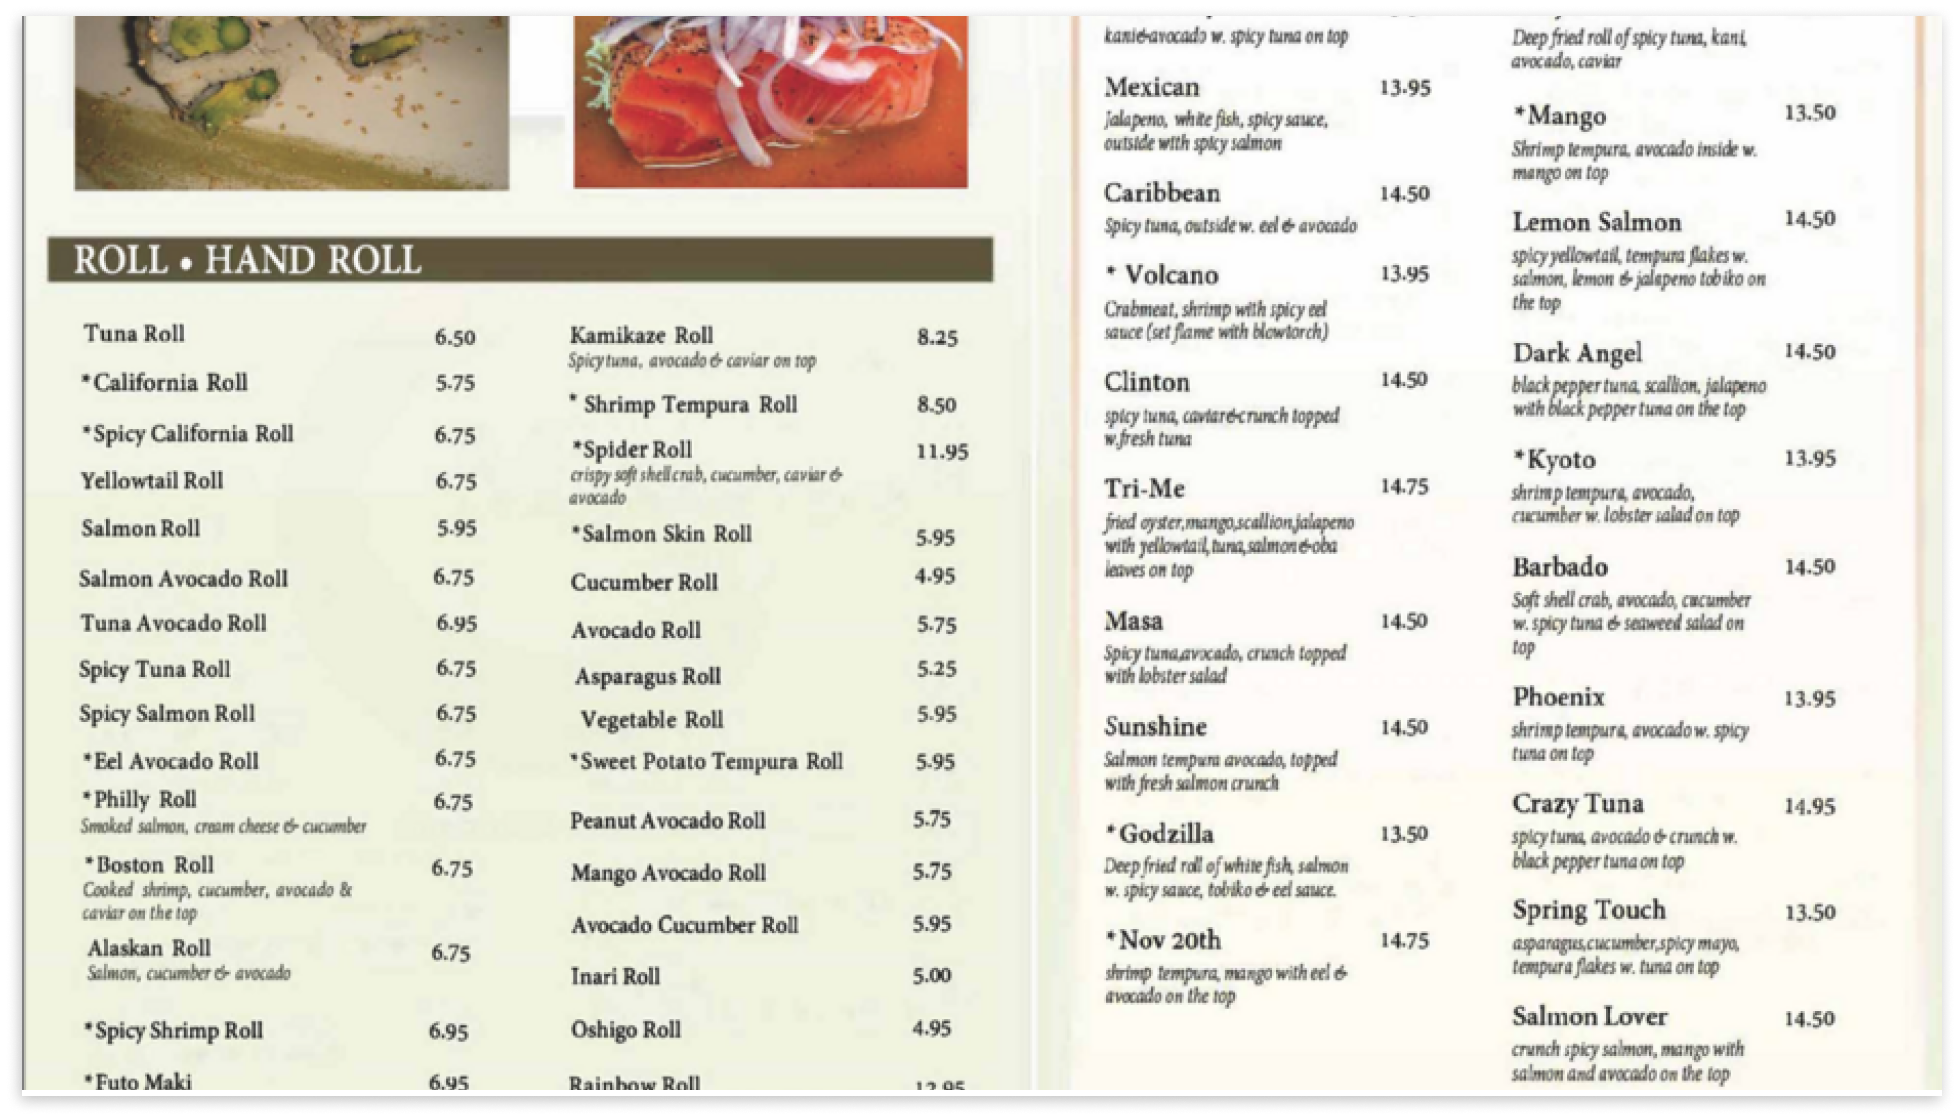 ROLL • HAND ROLL
Tuna Roll 6.50
*California Roll 5.75
*Spicy California Roll 6.75
Yellowtail Roll 6.75
Salmon Roll 5.95
Salmon Avocado Roll 6.75
Tuna Avocado Roll 6.95
Spicy Tuna Roll 6.75
Spicy Salmon Roll 6.75
*Eel Avocado Roll 6.75
*Philly Roll 6.75
Smoked salmon, cream cheese & cucumber
*Boston Roll 6.75
Cooked shrimp, cucumber, avocado &
caviar on the top
Alaskan Roll 6.75
Salmon, cucumber & avocado
*Spicy Shrimp Roll 6.95
*Futo Maki 6.95
Kamikaze Roll 8.25
Spicy tuna, avocado & caviar on top
* Shrimp Tempura Roll 8.50
*Spider Roll 11.95
crispy soft shell crab, cucumber, caviar &
avocado
*Salmon Skin Roll 5.95
Cucumber Roll 4.95
Avocado Roll 5.75
Asparagus Roll 5.25
Vegetable Roll 5.95
*Sweet Potato Tempura Roll 5.95
Peanut Avocado Roll 5.75
Mango Avocado Roll 5.75
Avocado Cucumber Roll 5.95
Inari Roll 5.00
Oshigo Roll 4.95
Rainbow Roll 12.95
kani&avocado w. spicy tuna on top
Mexican 13.95
Jalapeno, white fish, spicy sauce,
outside with spicy salmon
Caribbean 14.50
Spicy tuna, outside w. eel & avocado
* Volcano 13.95
Crabmeat, shrimp with spicy eel
sauce (set flame with blowtorch)
Clinton 14.50
spicy tuna, caviar&crunch topped
w.fresh tuna
Tri-Me 14.75
fried oyster,mango,scallion,jalapeno
with yellowtail,tuna,salmon&oba
leaves on top
Masa 14.50
Spicy tuna,avocado, crunch topped
with lobster salad
Sunshine 14.50
Salmon tempura avocado, topped
with fresh salmon crunch
*Godzilla 13.50
Deep fried roll of white fish, salmon
w. spicy sauce, tobiko & eel sauce.
*Nov 20th 14.75
shrimp tempura, mango with eel &
avocado on the top
Deep fried roll of spicy tuna, kani,
avocado, caviar
*Mango 13.50
Shrimp tempura, avocado inside w.
mango on top
Lemon Salmon 14.50
spicy yellowtail, tempura flakes w.
salmon, lemon & jalapeno tobiko on
the top
Dark Angel 14.50
black pepper tuna, scallion, jalapeno
with black pepper tuna on the top
*Kyoto 13.95
shrimp tempura, avocado,
cucumber w. lobster salad on top
Barbado 14.50
Soft shell crab, avocado, cucumber
w. spicy tuna & seaweed salad on
top
Phoenix 13.95
shrimp tempura, avocado w. spicy
tuna on top
Crazy Tuna 14.95
spicy tuna, avocado & crunch w.
black pepper tuna on top
Spring Touch 13.50
asparagus,cucumber,spicy mayo,
tempura flakes w. tuna on top
Salmon Lover 14.50
crunch spicy salmon, mango with
salmon and avocado on the top